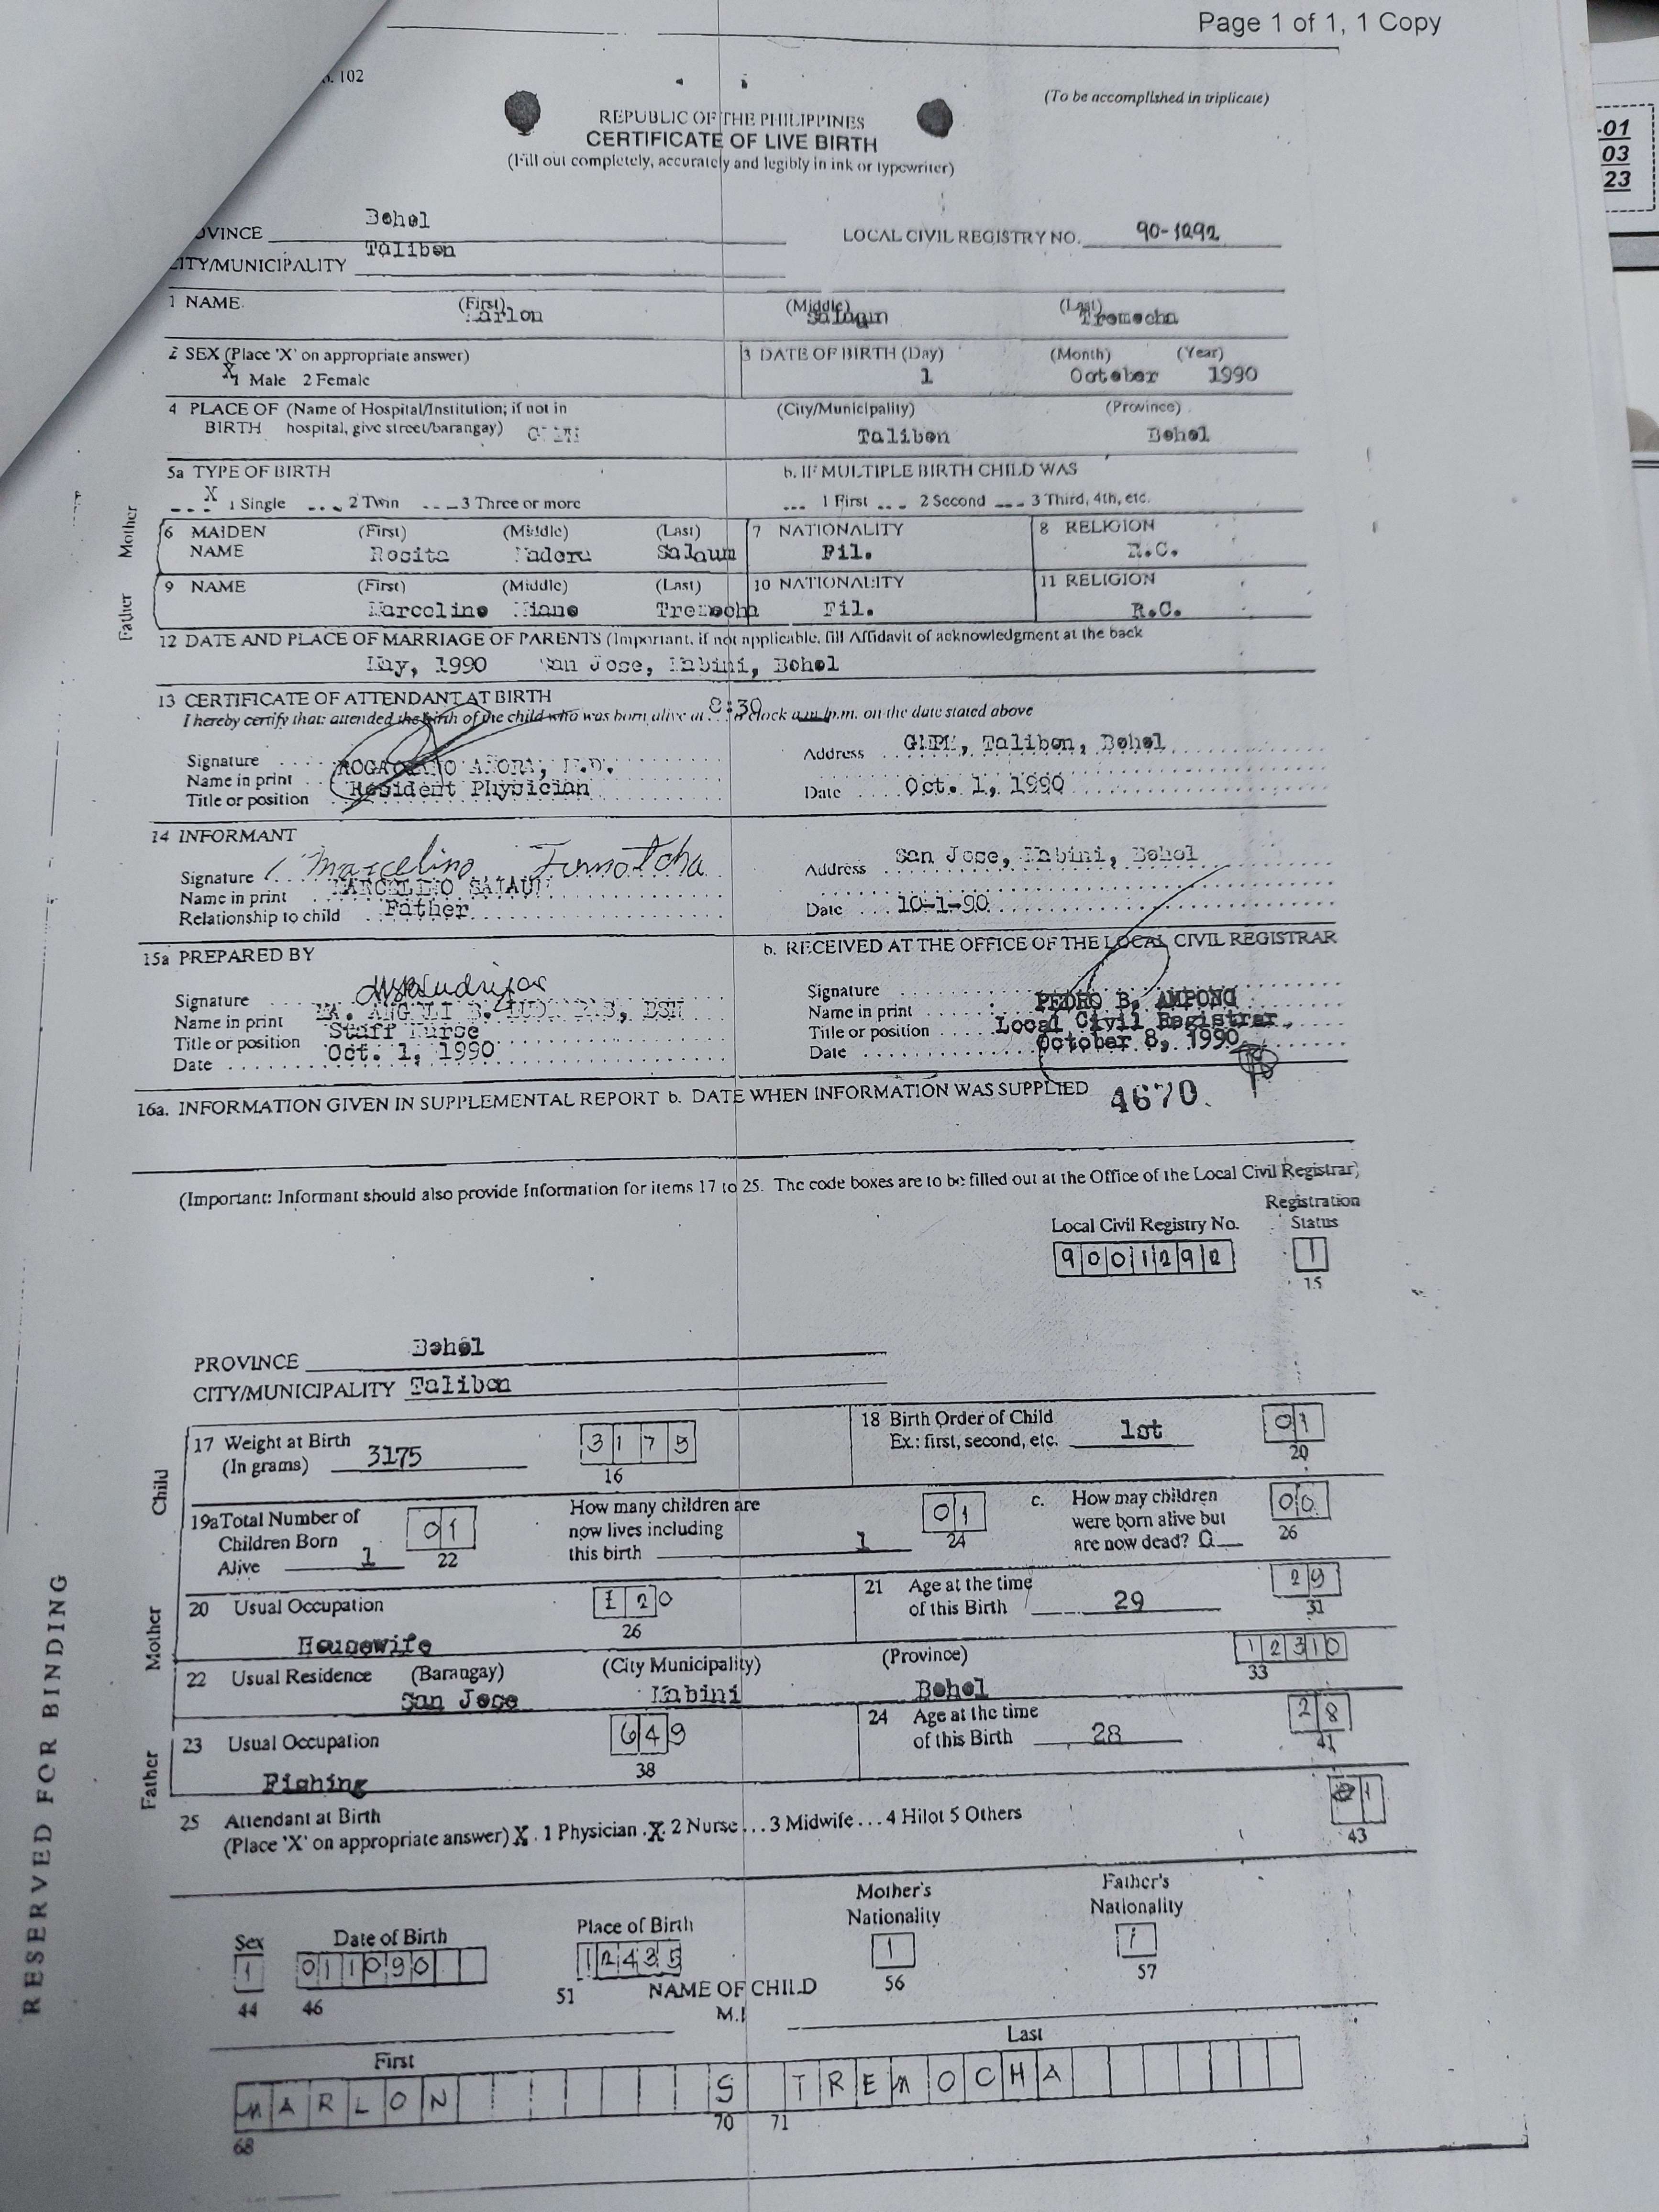 Page 1 of 1, 1 Copy
102
(To be accomplished in triplicate)
REPUBLIC OF THE PHILIPPINES
CERTIFICATE OF LIVE BIRTH
(Fill out completely, accurately and legibly in ink or typewriter)
-01
03
23
OVINCE Bohol
LOCAL CIVIL REGISTRY NO. 90-1292
CITY/MUNICIPALITY Talibon
1 NAME (First) (Middle) (Last)
Marlon Salaum Tremocha
2 SEX (Place 'X' on appropriate answer) 3 DATE OF BIRTH (Day) (Month) (Year)
X 1 Male 2 Female 1 October 1990
4 PLACE OF (Name of Hospital/Institution; if not in (City/Municipality) (Province)
BIRTH hospital, give street/barangay) Talibon Bohol
5a TYPE OF BIRTH b. IF MULTIPLE BIRTH CHILD WAS
X 1 Single 2 Twin 3 Three or more 1 First 2 Second 3 Third, 4th, etc.
Mother
6 MAIDEN (First) (Middle) (Last) 7 NATIONALITY 8 RELIGION
NAME Rosita Salaum Fil. R.C.
Father
9 NAME (First) (Middle) (Last) 10 NATIONALITY 11 RELIGION
Marcelino Tremocha Fil. R.C.
12 DATE AND PLACE OF MARRIAGE OF PARENTS (Important, if not applicable, fill Affidavit of acknowledgment at the back
May, 1990 San Jose, Mabini, Bohol
13 CERTIFICATE OF ATTENDANT AT BIRTH
I hereby certify that: attended the birth of the child who was born alive at 8:30 o'clock a.m/p.m. on the date stated above
Signature Address GMPH, Talibon, Bohol
Name in print M.D.
Title or position Resident Physician Date Oct. 1, 1990
14 INFORMANT
Signature Marcelino Address San Jose, Mabini, Bohol
Name in print MARCELINO SALAUM
Relationship to child Father Date 10-1-90
15a PREPARED BY b. RECEIVED AT THE OFFICE OF THE LOCAL CIVIL REGISTRAR
Signature Signature
Name in print BSN Name in print PEDRO B. AMPONG
Title or position Staff Nurse Title or position Local Civil Registrar
Date Oct. 1, 1990 Date October 8, 1990
16a. INFORMATION GIVEN IN SUPPLEMENTAL REPORT b. DATE WHEN INFORMATION WAS SUPPLIED 4670
(Important: Informant should also provide Information for items 17 to 25. The code boxes are to be filled out at the Office of the Local Civil Registrar)
Local Civil Registry No. Registration Status
9001292 1
15
PROVINCE Bohol
CITY/MUNICIPALITY Talibon
Child
17 Weight at Birth 3175 3175 18 Birth Order of Child 1st 01
(In grams) 16 Ex.: first, second, etc. 20
19a Total Number of 01 How many children are 01 c. How may children 00
Children Born now lives including were born alive but
Alive 1 22 this birth 1 24 are now dead? 0 26
Mother
20 Usual Occupation 120 21 Age at the time 29
26 of this Birth 29 31
Housewife
22 Usual Residence (Barangay) (City Municipality) (Province) 12310
San Jose Mabini Bohol 33
Father
23 Usual Occupation 649 24 Age at the time 28
38 of this Birth 28 41
Fishing
25 Attendant at Birth 1
(Place 'X' on appropriate answer) X . 1 Physician . X . 2 Nurse ... 3 Midwife ... 4 Hilot 5 Others 43
Sex Date of Birth Place of Birth Mother's Nationality Father's Nationality
1 011090 12435 1 1
44 46 51 56 57
NAME OF CHILD
M.I
First Last
MARLON S TREMOCHA
68 70 71
RESERVED FOR BINDING